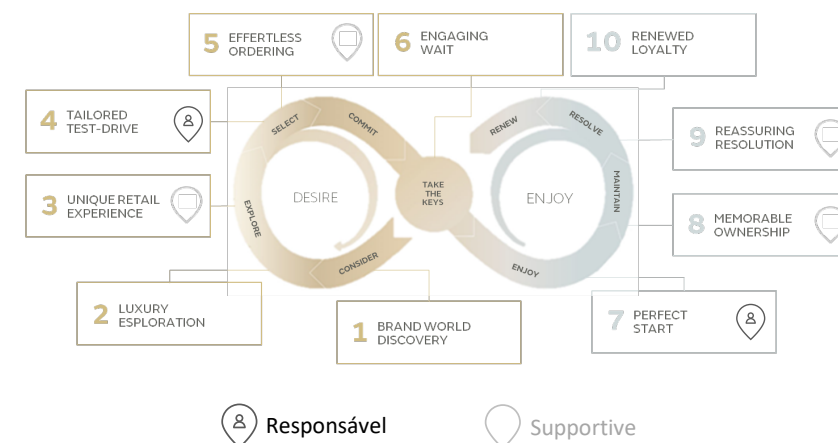 5 EFFERTLESS
ORDERING
6 ENGAGING
WAIT
10 RENEWED
LOYALTY
4 TAILORED
TEST-DRIVE
SELECT
COMMIT
RENEW
RESOLVE
9 REASSURING
RESOLUTION
3 UNIQUE RETAIL
EXPERIENCE
EXPLORE
DESIRE
TAKE
THE
KEYS
ENJOY
MAINTAIN
8 MEMORABLE
OWNERSHIP
CONSIDER
ENJOY
2 LUXURY
ESPLORATION
1 BRAND WORLD
DISCOVERY
7 PERFECT
START
Responsável
Supportive